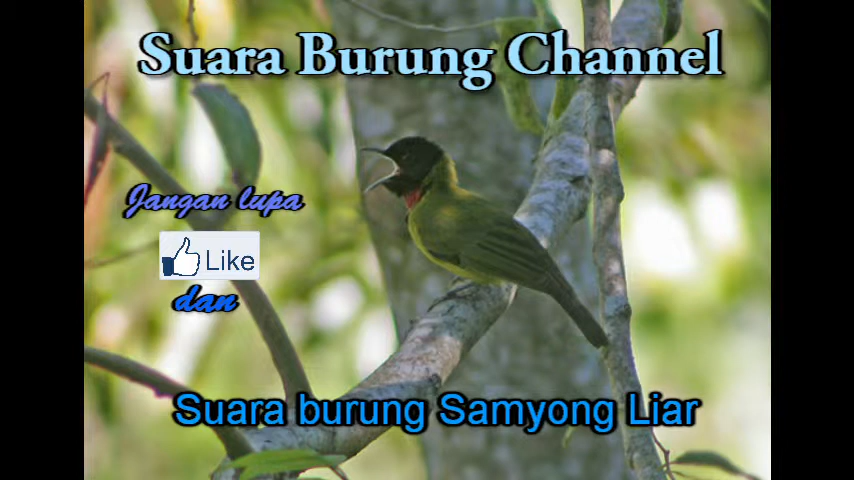 Suara Burung Channel
Jangan lupa
Like
dan
Suara burung Samyong Liar